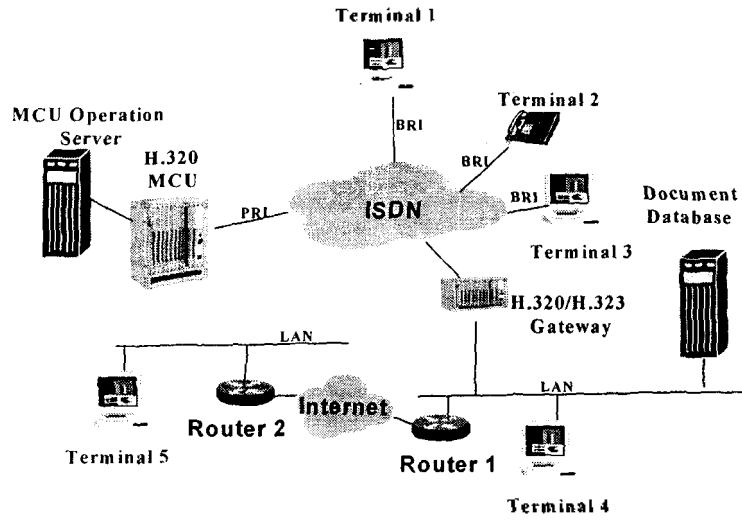 Terminal 1
MCU Operation
Server
Terminal 2
BRI
BRI
H.320
MCU
PRI
ISDN
BRI
Document
Database
Terminal 3
H.320/H.323
Gateway
LAN
LAN
Internet
Router 2
Router 1
Terminal 5
Terminal 4